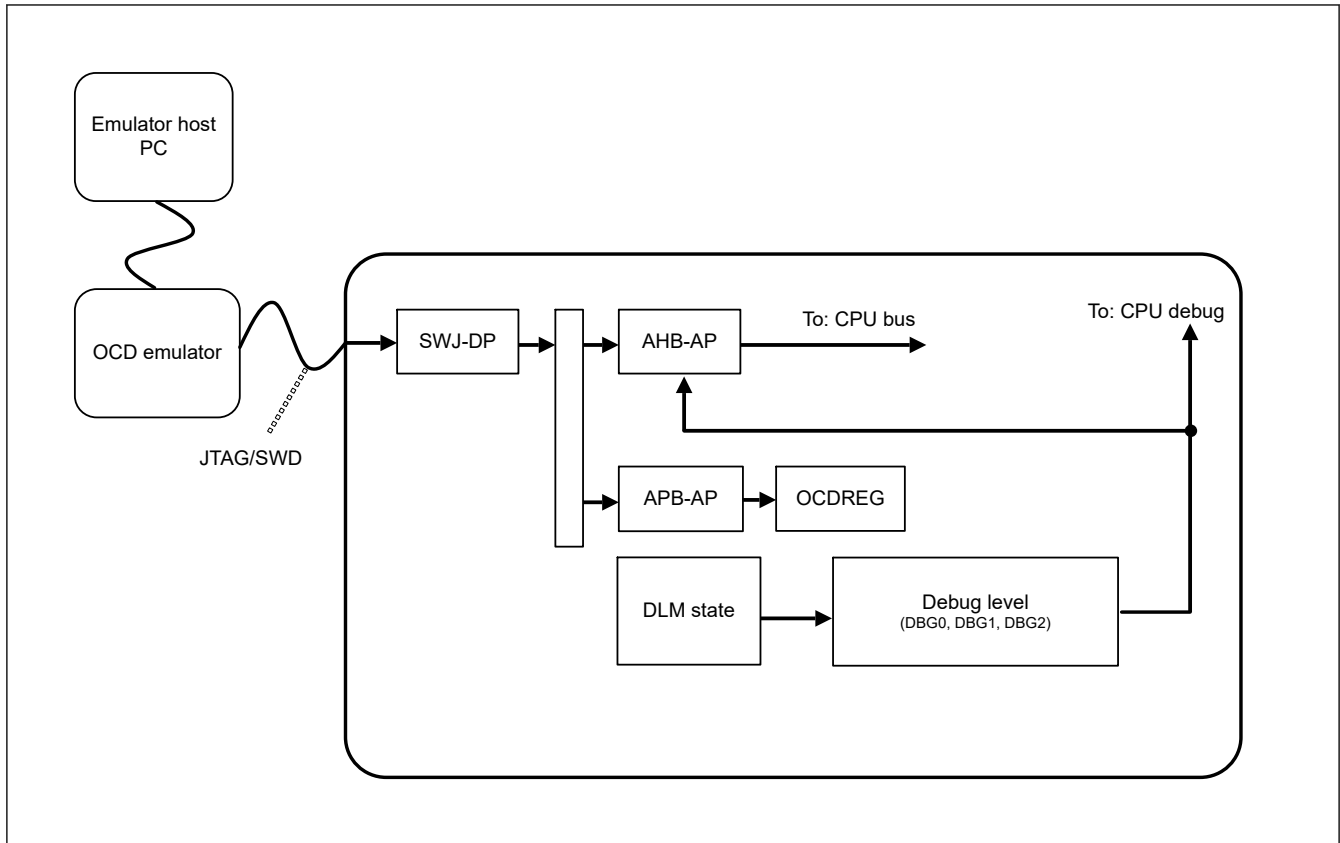 Emulator host
PC
OCD emulator
JTAG/SWD
SWJ-DP
AHB-AP
To: CPU bus
To: CPU debug
APB-AP
OCDREG
DLM state
Debug level
(DBG0, DBG1, DBG2)